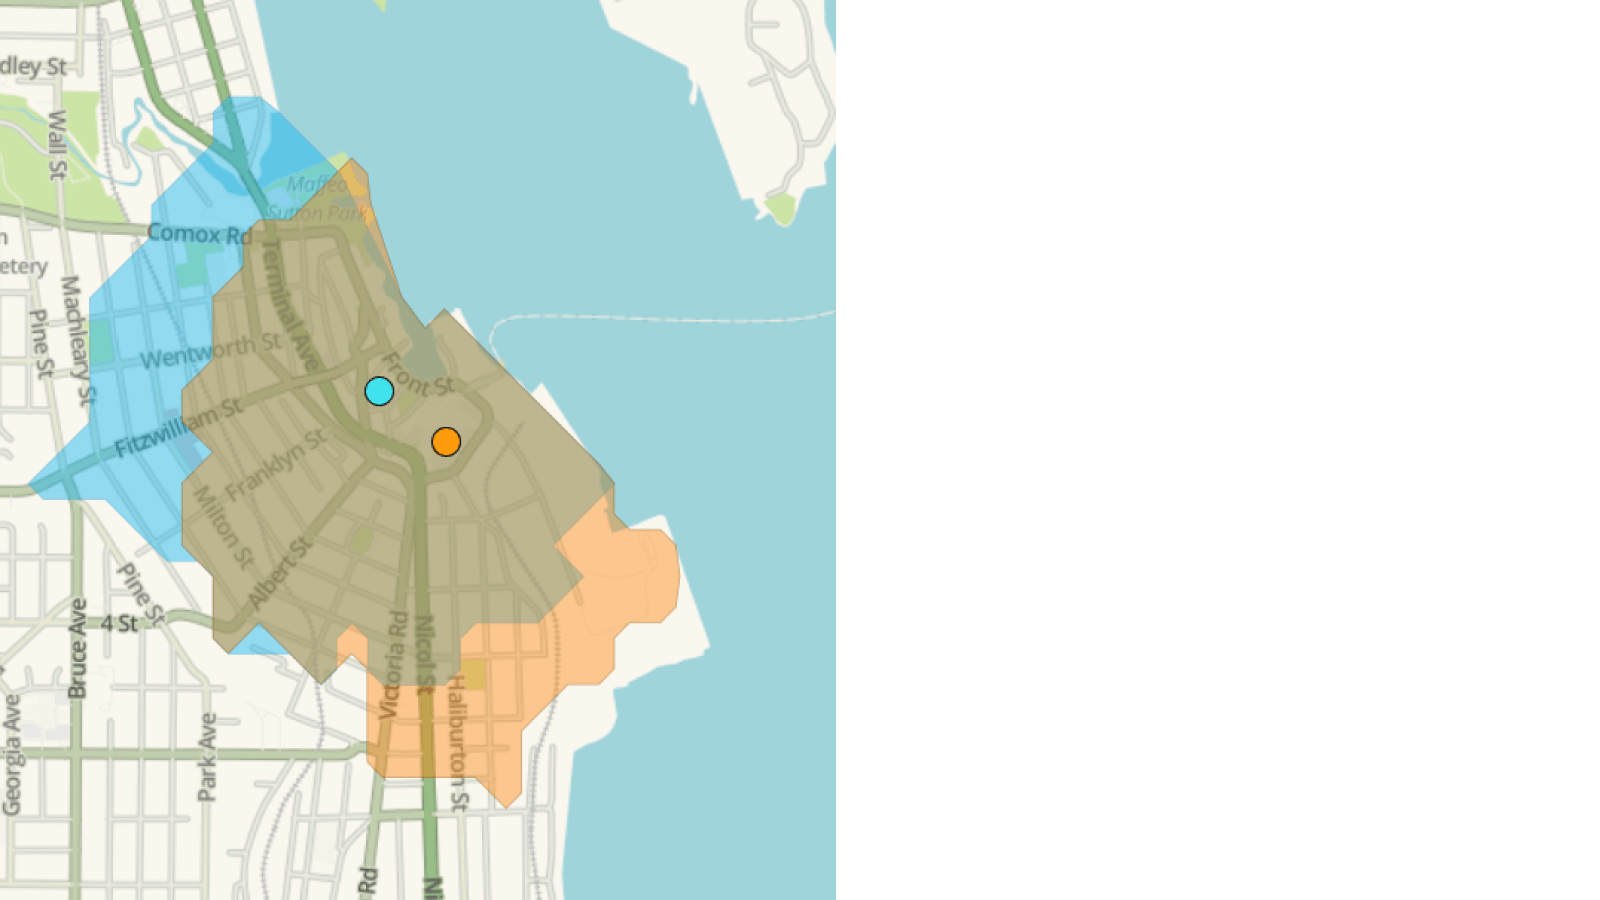 dley St
Wall St
Maffeo
Sutton Park
Comox Rd
etery
Terminal Ave
Machleary St
Pine St
Wentworth St
Front St
Fitzwilliam St
Franklyn St
Milton St
Albert St
Pine St
4 St
Bruce Ave
Victoria Rd
Nicol St
Haliburton St
Georgia Ave
Park Ave
Rd
Ni